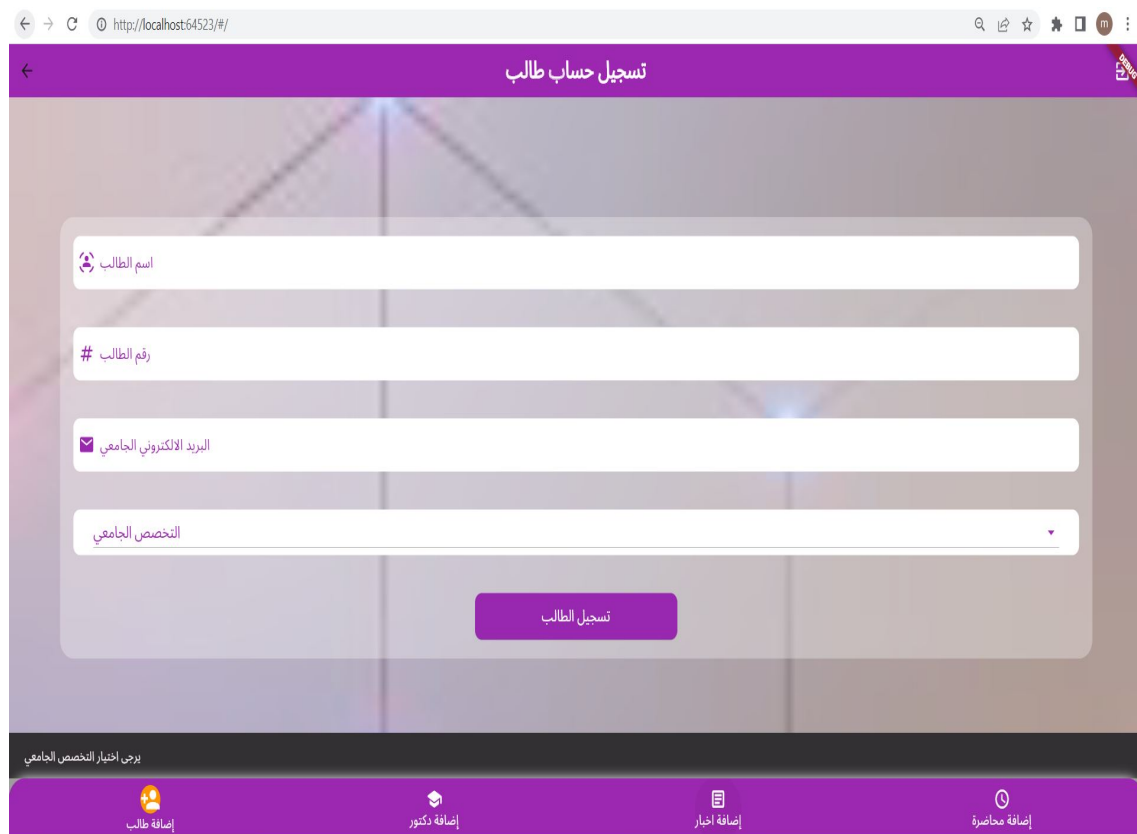 http://localhost:64523/#/
m
تسجيل حساب طالب
DEBUG
اسم الطالب
رقم الطالب #
البريد الالكتروني الجامعي
التخصص الجامعي
تسجيل الطالب
يرجى اختيار التخصص الجامعي
إضافة محاضرة
إضافة اخبار
إضافة دكتور
إضافة طالب